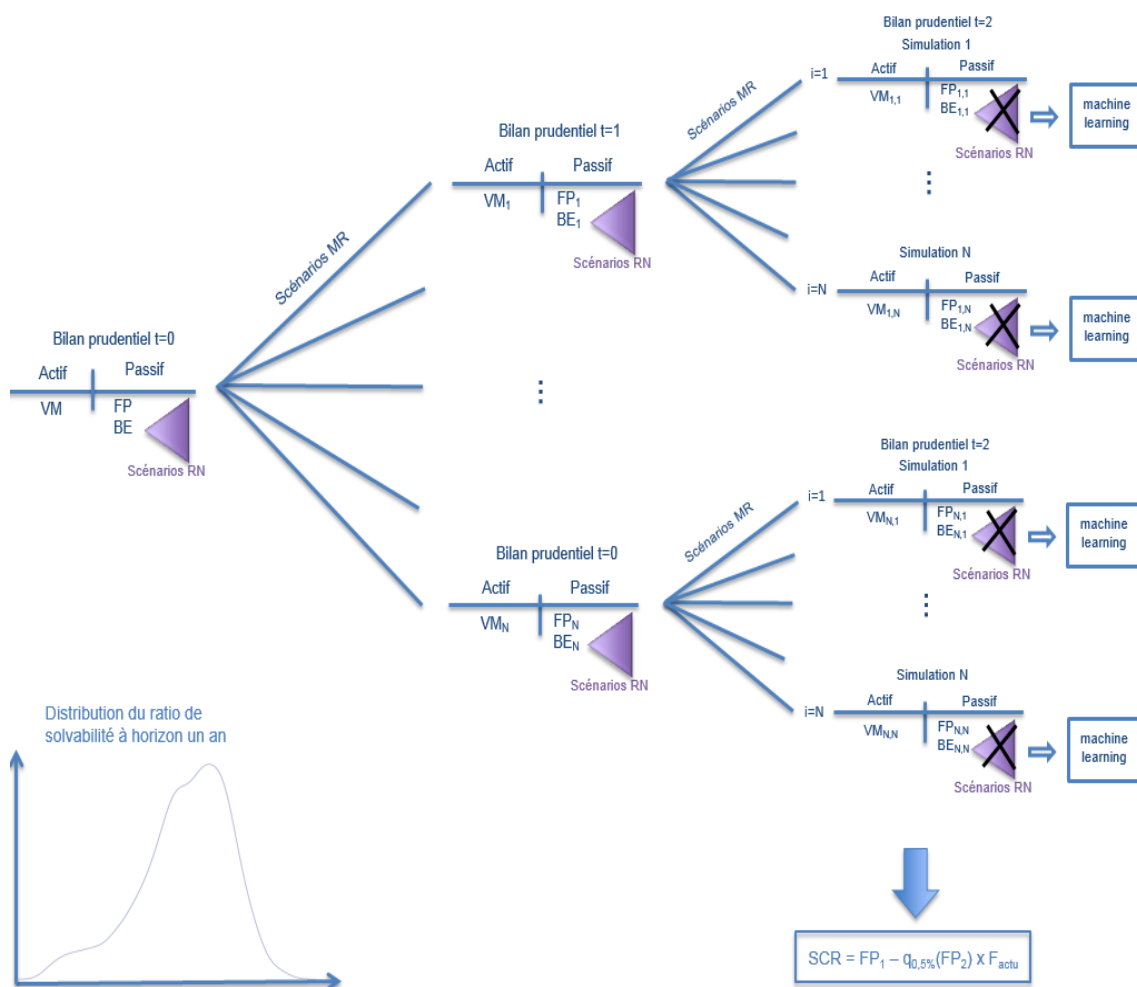 Bilan prudentiel t=2
Simulation 1
i=1
Actif
Passif
VM1,1
FP1,1
BE1,1
Scénarios RN
machine
learning
Scénarios MR
Bilan prudentiel t=1
Actif
Passif
VM1
FP1
BE1
Scénarios RN
⋮
Simulation N
i=N
Actif
Passif
VM1,N
FP1,N
BE1,N
Scénarios RN
machine
learning
Scénarios MR
Bilan prudentiel t=0
Actif
Passif
VM
FP
BE
Scénarios RN
⋮
Bilan prudentiel t=2
Simulation 1
i=1
Actif
Passif
VMN,1
FPN,1
BEN,1
Scénarios RN
machine
learning
Scénarios MR
Bilan prudentiel t=0
Actif
Passif
VMN
FPN
BEN
Scénarios RN
⋮
Simulation N
i=N
Actif
Passif
VMN,N
FPN,N
BEN,N
Scénarios RN
machine
learning
Distribution du ratio de
solvabilité à horizon un an
SCR = FP1 – q0,5%(FP2) x Factu